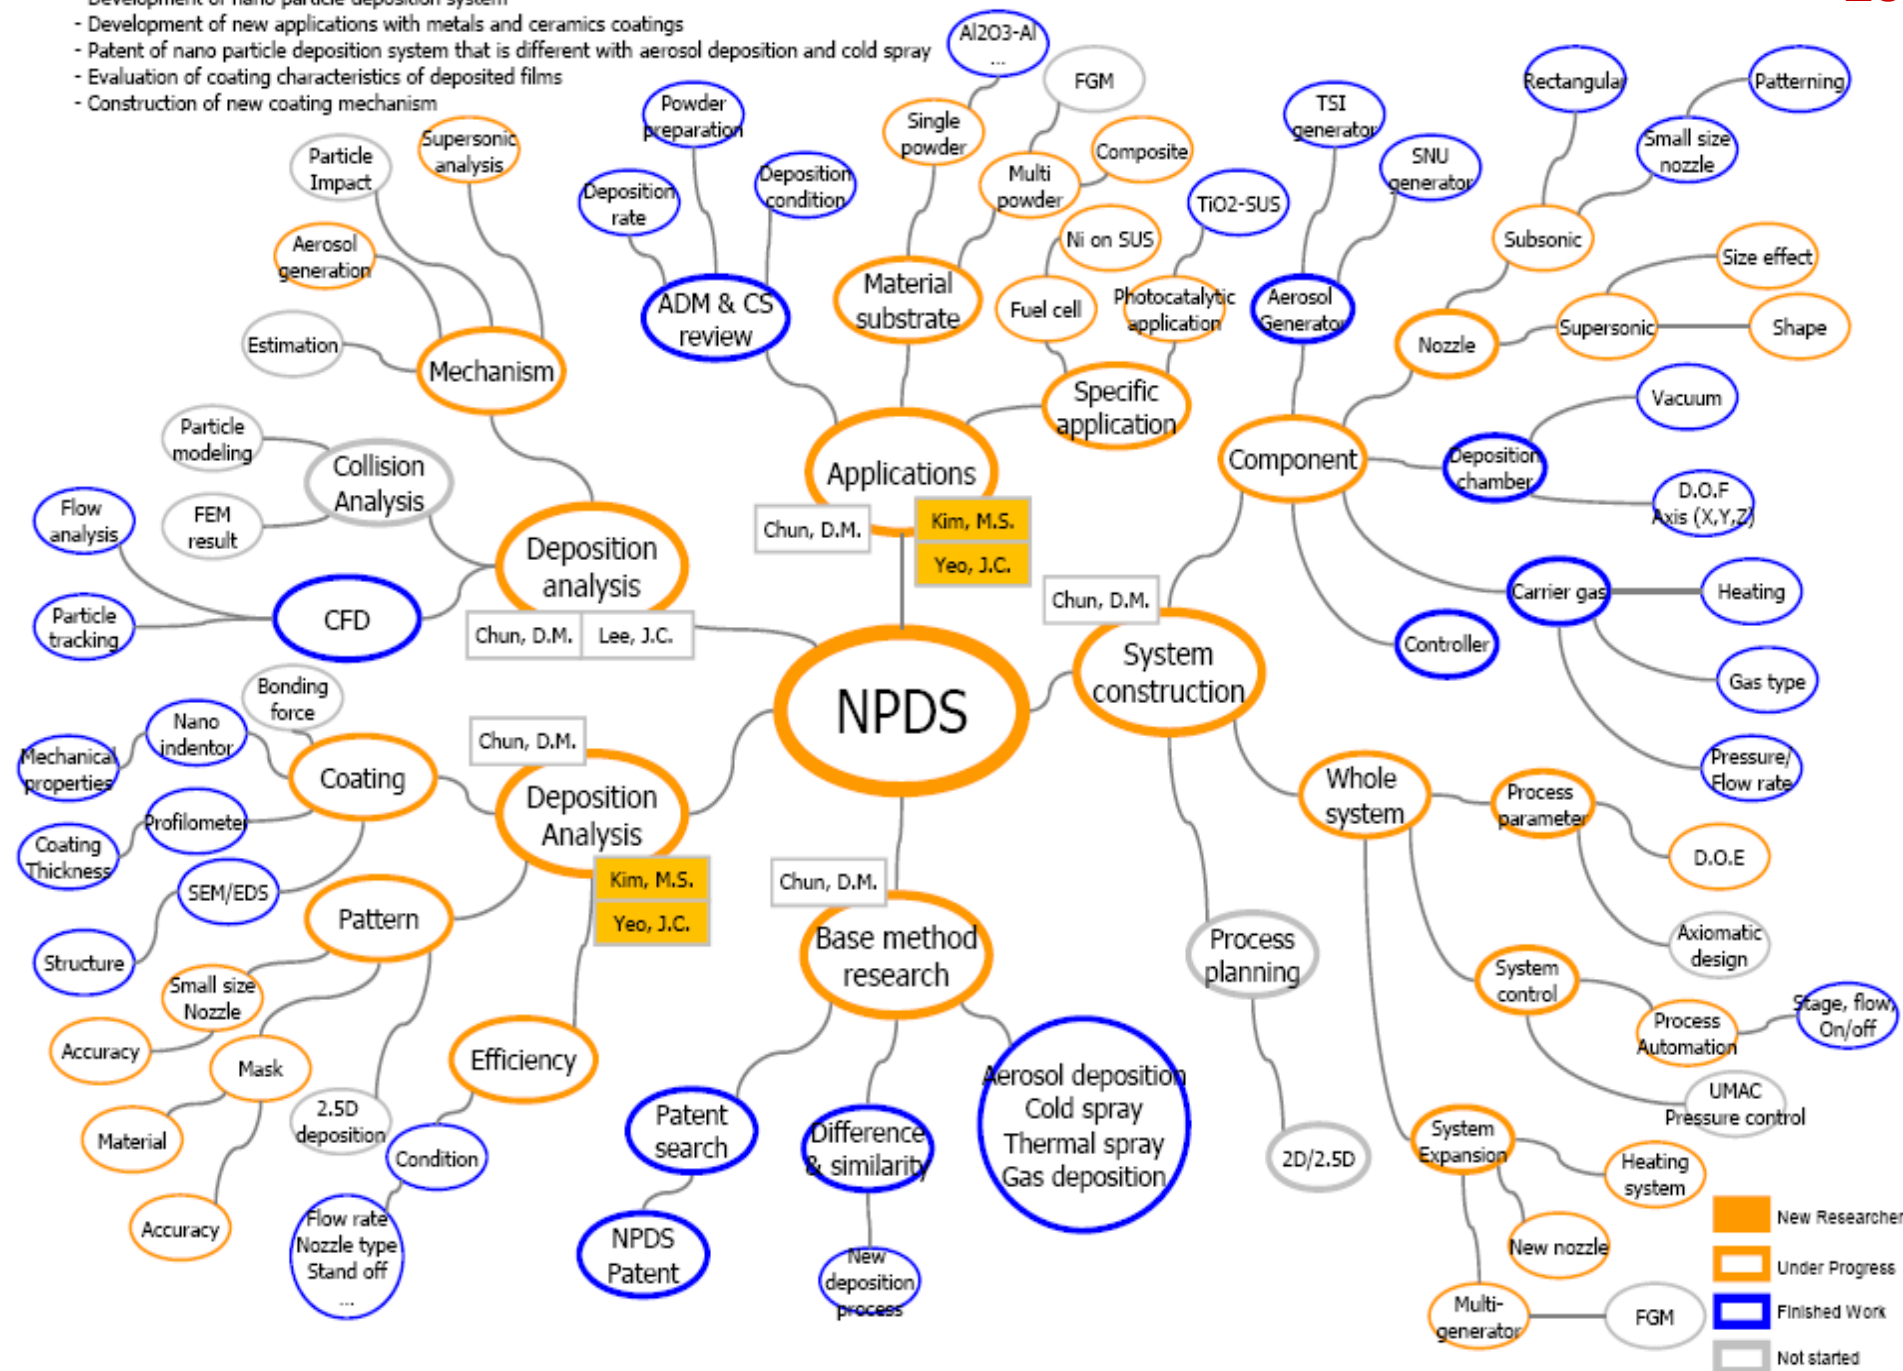 - Development of nano particle deposition system
- Development of new applications with metals and ceramics coatings
- Patent of nano particle deposition system that is different with aerosol deposition and cold spray
- Evaluation of coating characteristics of deposited films
- Construction of new coating mechanism
Particle
Impact
Supersonic
analysis
Aerosol
generation
Estimation
Mechanism
Powder
preparation
Deposition
rate
Deposition
condition
ADM & CS
review
Al2O3-Al
...
FGM
Single
powder
Multi
powder
Composite
Material
substrate
Ni on SUS
TiO2-SUS
Fuel cell
Photocatalytic
application
Specific
application
Applications
Chun, D.M.
Kim, M.S.
Yeo, J.C.
TSI
generator
SNU
generator
Aerosol
Generator
Rectangular
Patterning
Small size
nozzle
Subsonic
Size effect
Supersonic
Shape
Nozzle
Component
Vacuum
Deposition
chamber
D.O.F
Axis (X,Y,Z)
Carrier gas
Heating
Gas type
Pressure/
Flow rate
Controller
Particle
modeling
Collision
Analysis
FEM
result
Flow
analysis
Particle
tracking
CFD
Deposition
analysis
Chun, D.M.
Lee, J.C.
NPDS
Chun, D.M.
System
construction
Bonding
force
Nano
indentor
Mechanical
properties
Coating
Profilometer
Coating
Thickness
SEM/EDS
Structure
Chun, D.M.
Deposition
Analysis
Kim, M.S.
Yeo, J.C.
Pattern
Small size
Nozzle
Accuracy
Mask
Material
Accuracy
2.5D
deposition
Efficiency
Condition
Flow rate
Nozzle type
Stand off
...
Chun, D.M.
Base method
research
Patent
search
NPDS
Patent
Difference
& similarity
New
deposition
process
Aerosol deposition
Cold spray
Thermal spray
Gas deposition
Process
planning
2D/2.5D
Whole
system
Process
parameter
D.O.E
Axiomatic
design
System
control
Process
Automation
Stage, flow,
On/off
UMAC
Pressure control
System
Expansion
Heating
system
New nozzle
Multi-
generator
FGM
New Researcher
Under Progress
Finished Work
Not started